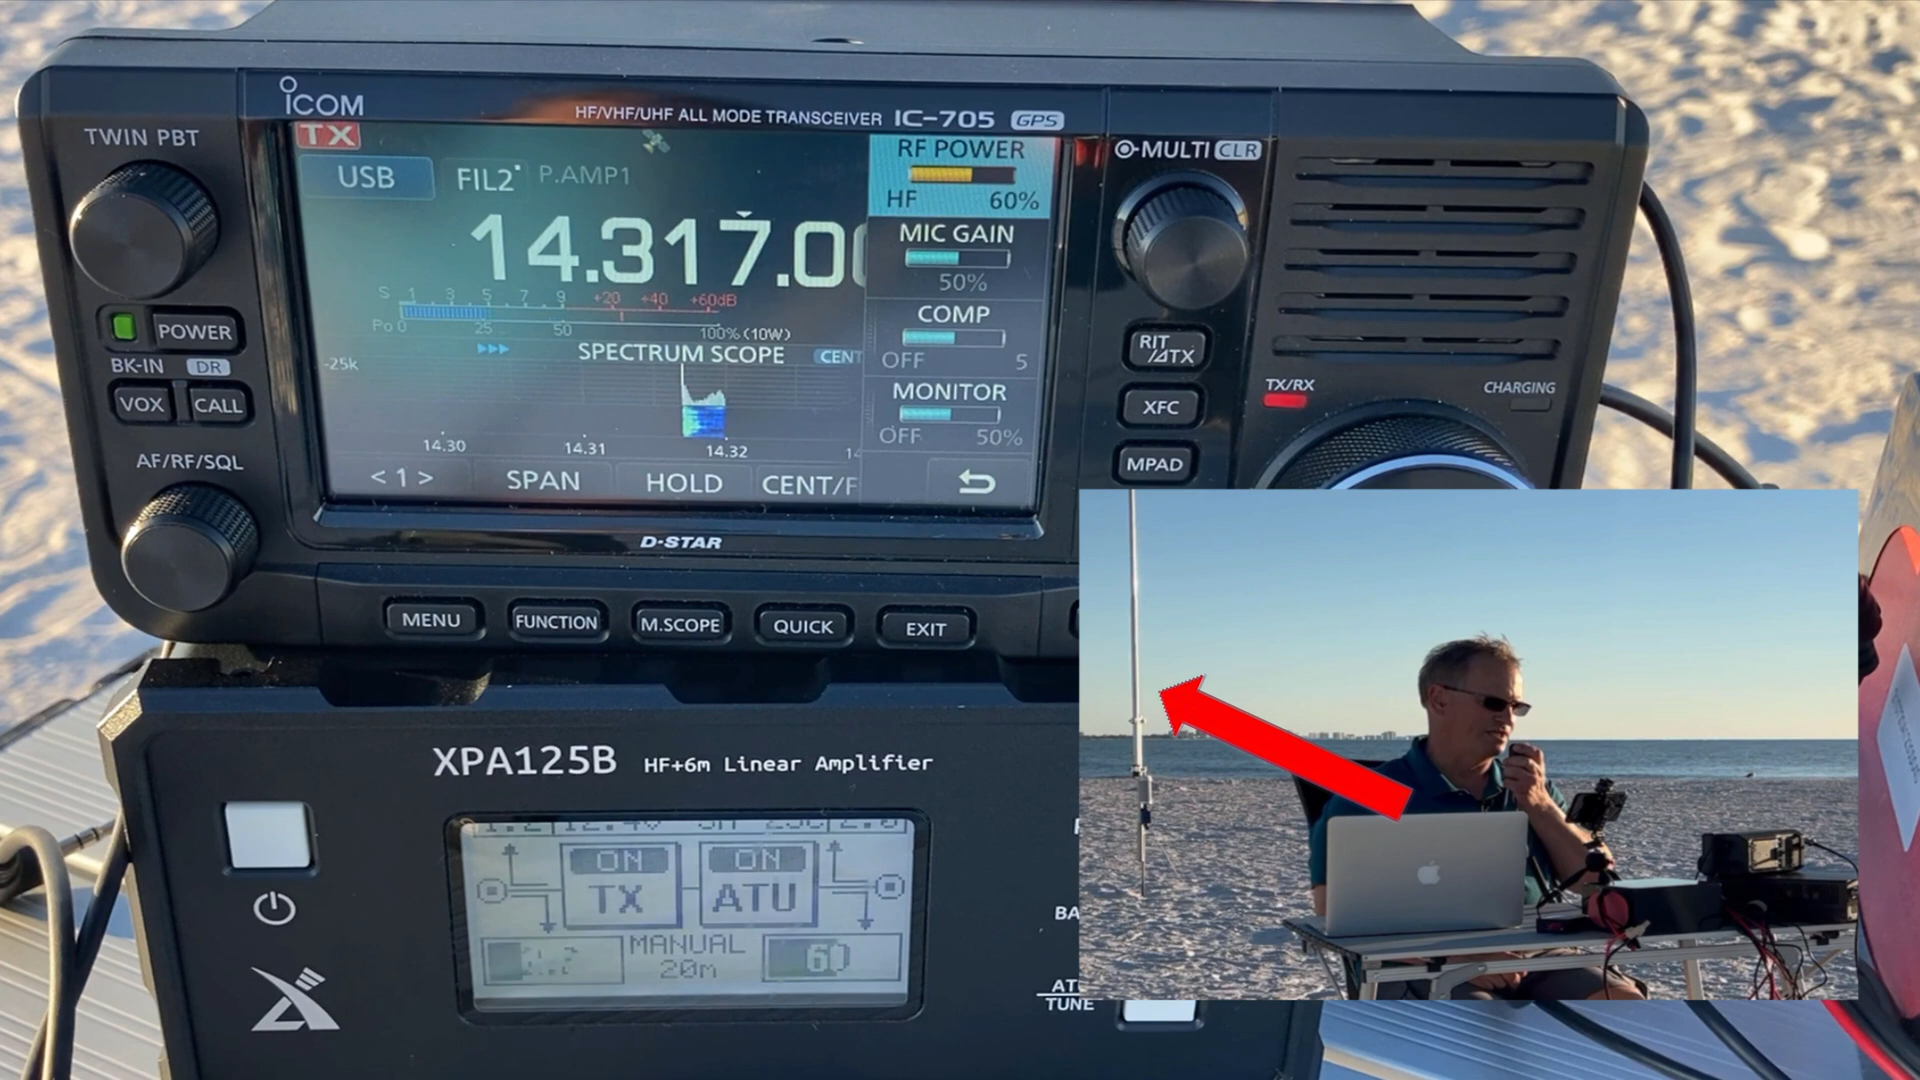 ICOM
HF/VHF/UHF ALL MODE TRANSCEIVER IC-705 GPS
TWIN PBT
TX
USB FIL2 P.AMP1
14.317.00
S 1 3 5 7 9 +20 +40 +60dB
Po 0 25 50 100% (10W)
SPECTRUM SCOPE CENT
-25k
14.30 14.31 14.32 14
< 1 > SPAN HOLD CENT/F
RF POWER
HF 60%
MIC GAIN
50%
COMP
OFF 5
MONITOR
OFF 50%
MULTI CLR
RIT
/⊿TX
XFC
MPAD
TX/RX
CHARGING
POWER
BK-IN DR
VOX CALL
AF/RF/SQL
D-STAR
MENU FUNCTION M.SCOPE QUICK EXIT
XPA125B HF+6m Linear Amplifier
ON ON
TX ATU
MANUAL
20m
60
BA
AT
TUNE